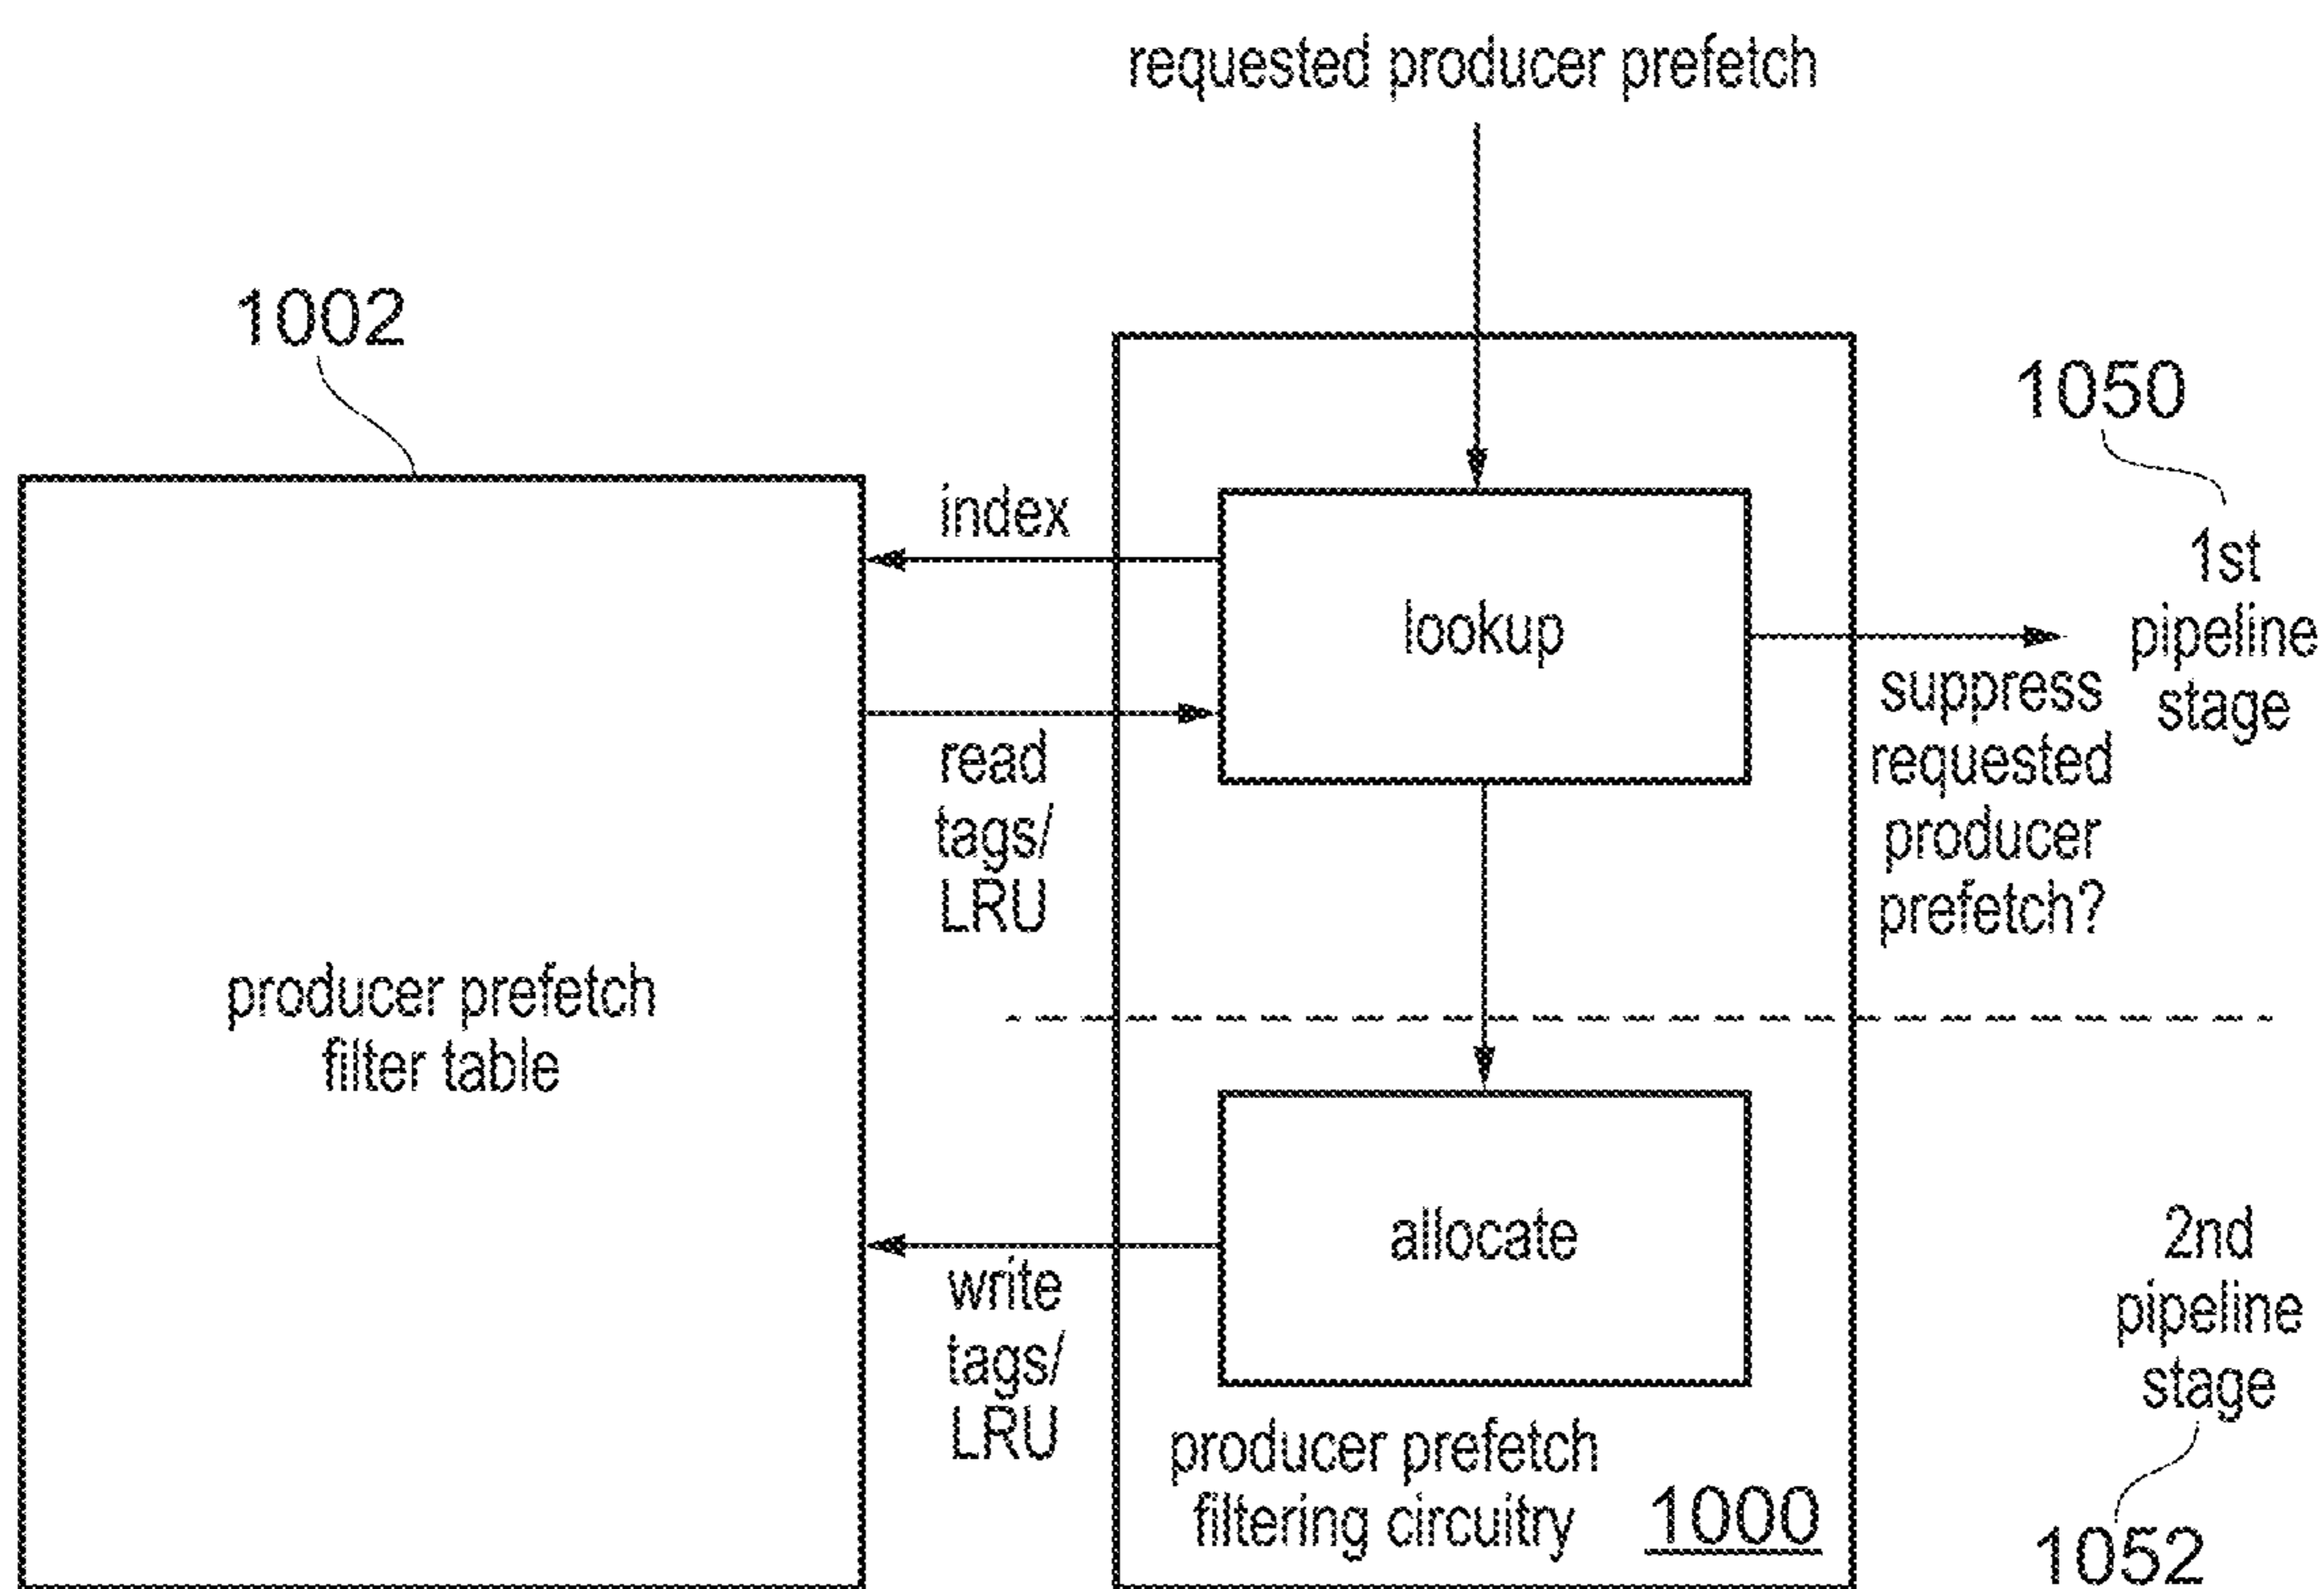 requested producer prefetch
1002
1050
index
lookup
1st
pipeline
stage
read
tags/
LRU
suppress
requested
producer
prefetch?
producer prefetch
filter table
allocate
write
tags/
LRU
2nd
pipeline
stage
producer prefetch
filtering circuitry 1000
1052